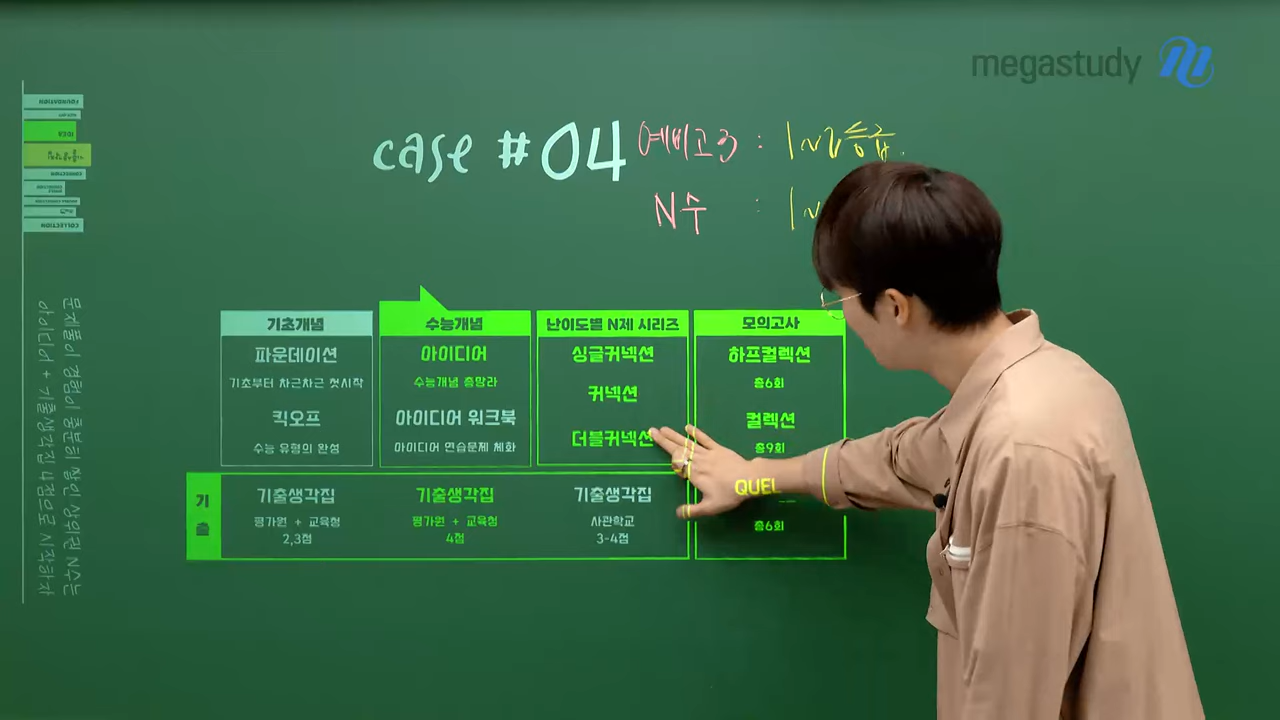 megastudy
FOUNDATION
IDEA
CONNECTION
COLLECTION
문제풀이 경험이 충분히 쌓인 상위권 N수는
아이디어 + 기출생각집 4점으로 시작하자
case #04
예비고3 : 1~2등급.
N수 : 1~
기초개념
파운데이션
기초부터 차근차근 첫시작
킥오프
수능 유형의 완성
수능개념
아이디어
수능개념 총망라
아이디어 워크북
아이디어 연습문제 체화
난이도별 N제 시리즈
싱글커넥션
커넥션
더블커넥션
모의고사
하프컬렉션
총6회
컬렉션
총9회
QUEL
총6회
기출
기출생각집
평가원 + 교육청
2,3점
기출생각집
평가원 + 교육청
4점
기출생각집
사관학교
3-4점